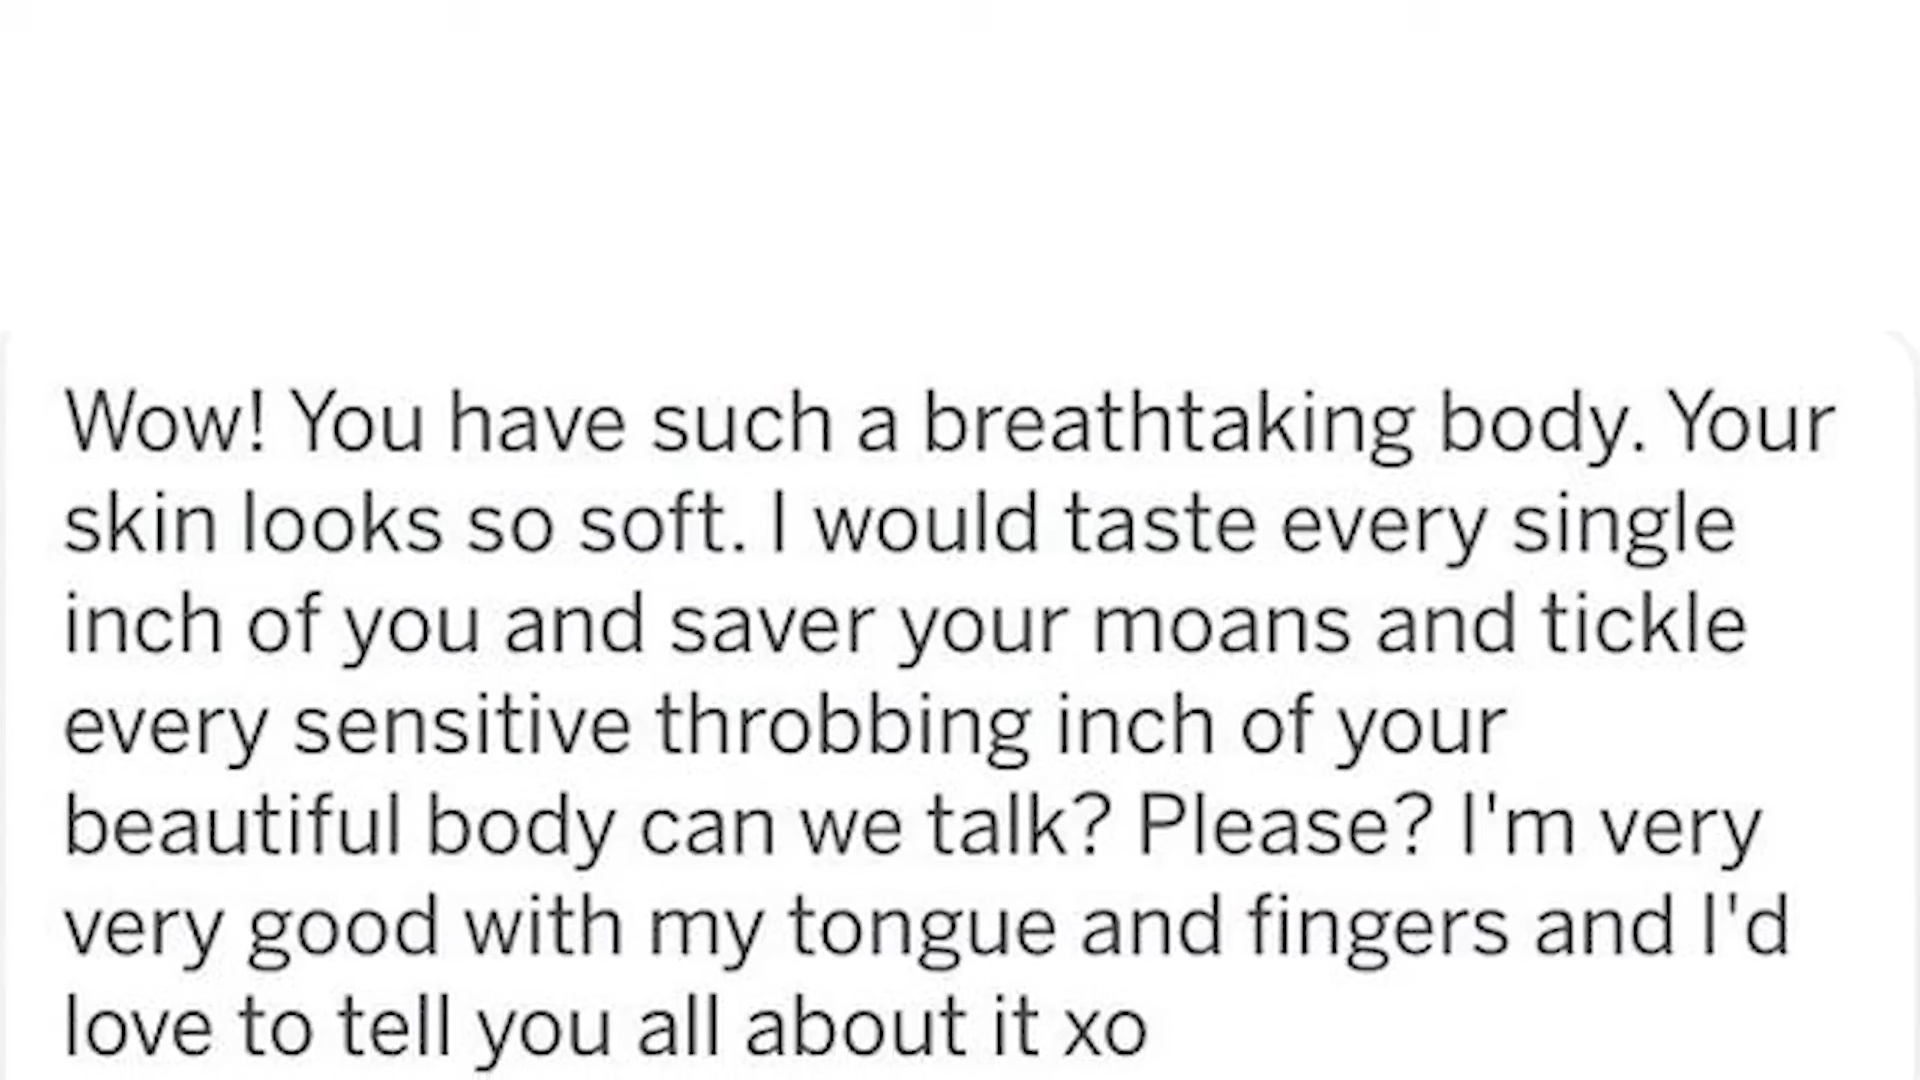 Wow! You have such a breathtaking body. Your
skin looks so soft. I would taste every single
inch of you and saver your moans and tickle
every sensitive throbbing inch of your
beautiful body can we talk? Please? I'm very
very good with my tongue and fingers and I'd
love to tell you all about it xo